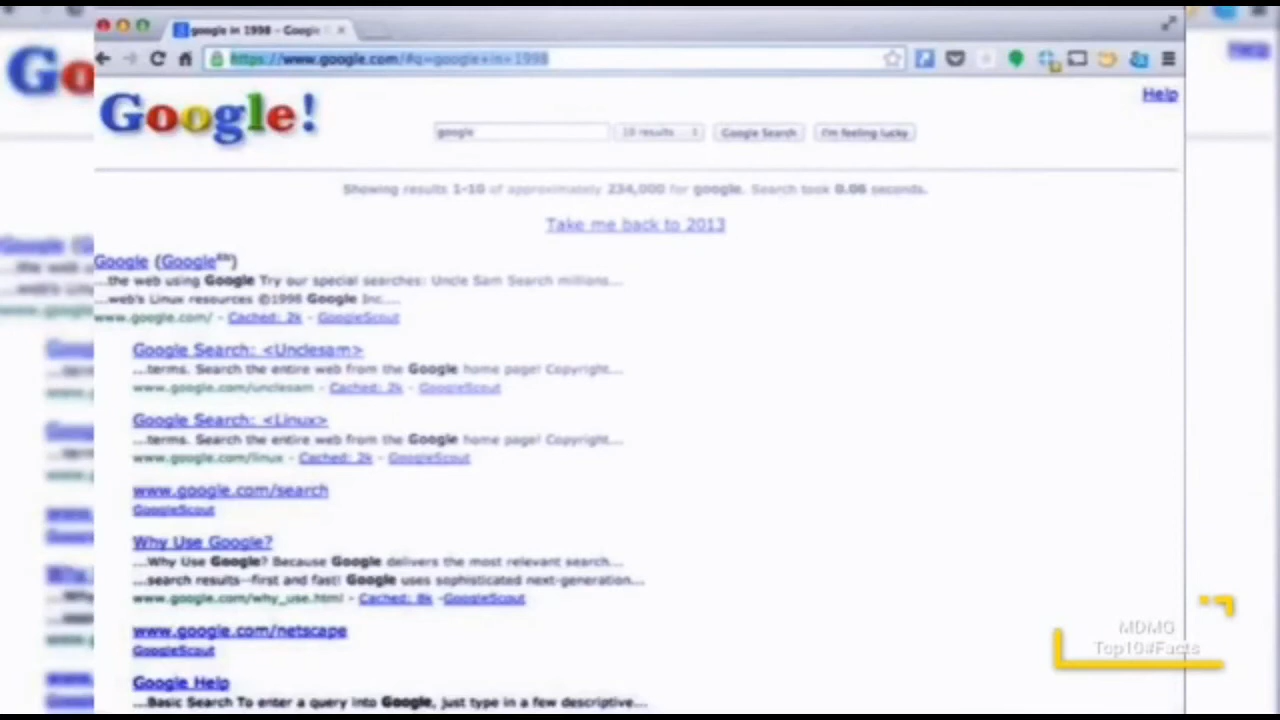 google in 1998 - Google
https://www.google.com/#q=google+in+1998
Google!
Help
google
10 results
Google Search
I'm feeling lucky
Showing results 1-10 of approximately 234,000 for google. Search took 0.06 seconds.
Take me back to 2013
Google (Google
...the web using Google Try our special searches: Uncle Sam Search millions...
...web's Linux resources ©1998 Google Inc....
www.google.com/ - Cached: 2k - GoogleScout
Google Search: <Unclesam>
...terms. Search the entire web from the Google home page! Copyright...
www.google.com/unclesam - Cached: 2k - GoogleScout
Google Search: <Linux>
...terms. Search the entire web from the Google home page! Copyright...
www.google.com/linux - Cached: 2k - GoogleScout
www.google.com/search
GoogleScout
Why Use Google?
...Why Use Google? Because Google delivers the most relevant search...
...search results--first and fast! Google uses sophisticated next-generation...
www.google.com/why_use.html - Cached: 8k -GoogleScout
www.google.com/netscape
GoogleScout
Google Help
...Basic Search To enter a query into Google, just type in a few descriptive...
MDMG
Top10#Facts